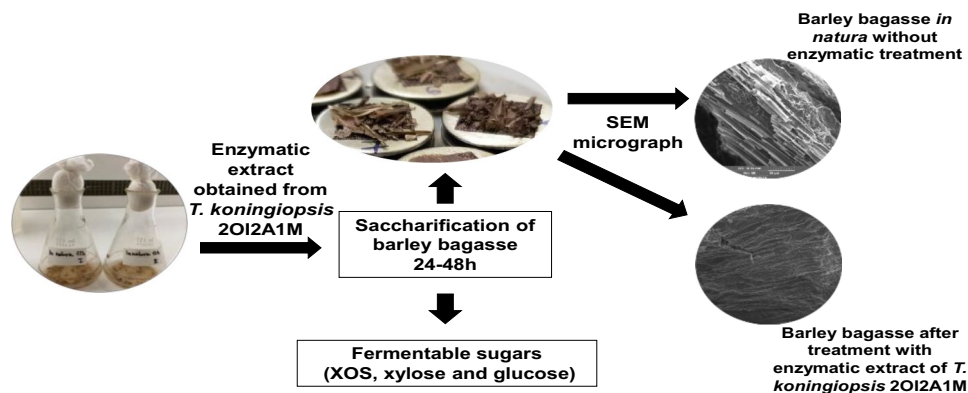 Barley bagasse in
natura without
enzymatic treatment
SEM
micrograph
Enzymatic
extract
obtained from
T. koningiopsis
2OI2A1M
Saccharification of
barley bagasse
24-48h
Fermentable sugars
(XOS, xylose and glucose)
Barley bagasse after
treatment with
enzymatic extract of T.
koningiopsis 2OI2A1M